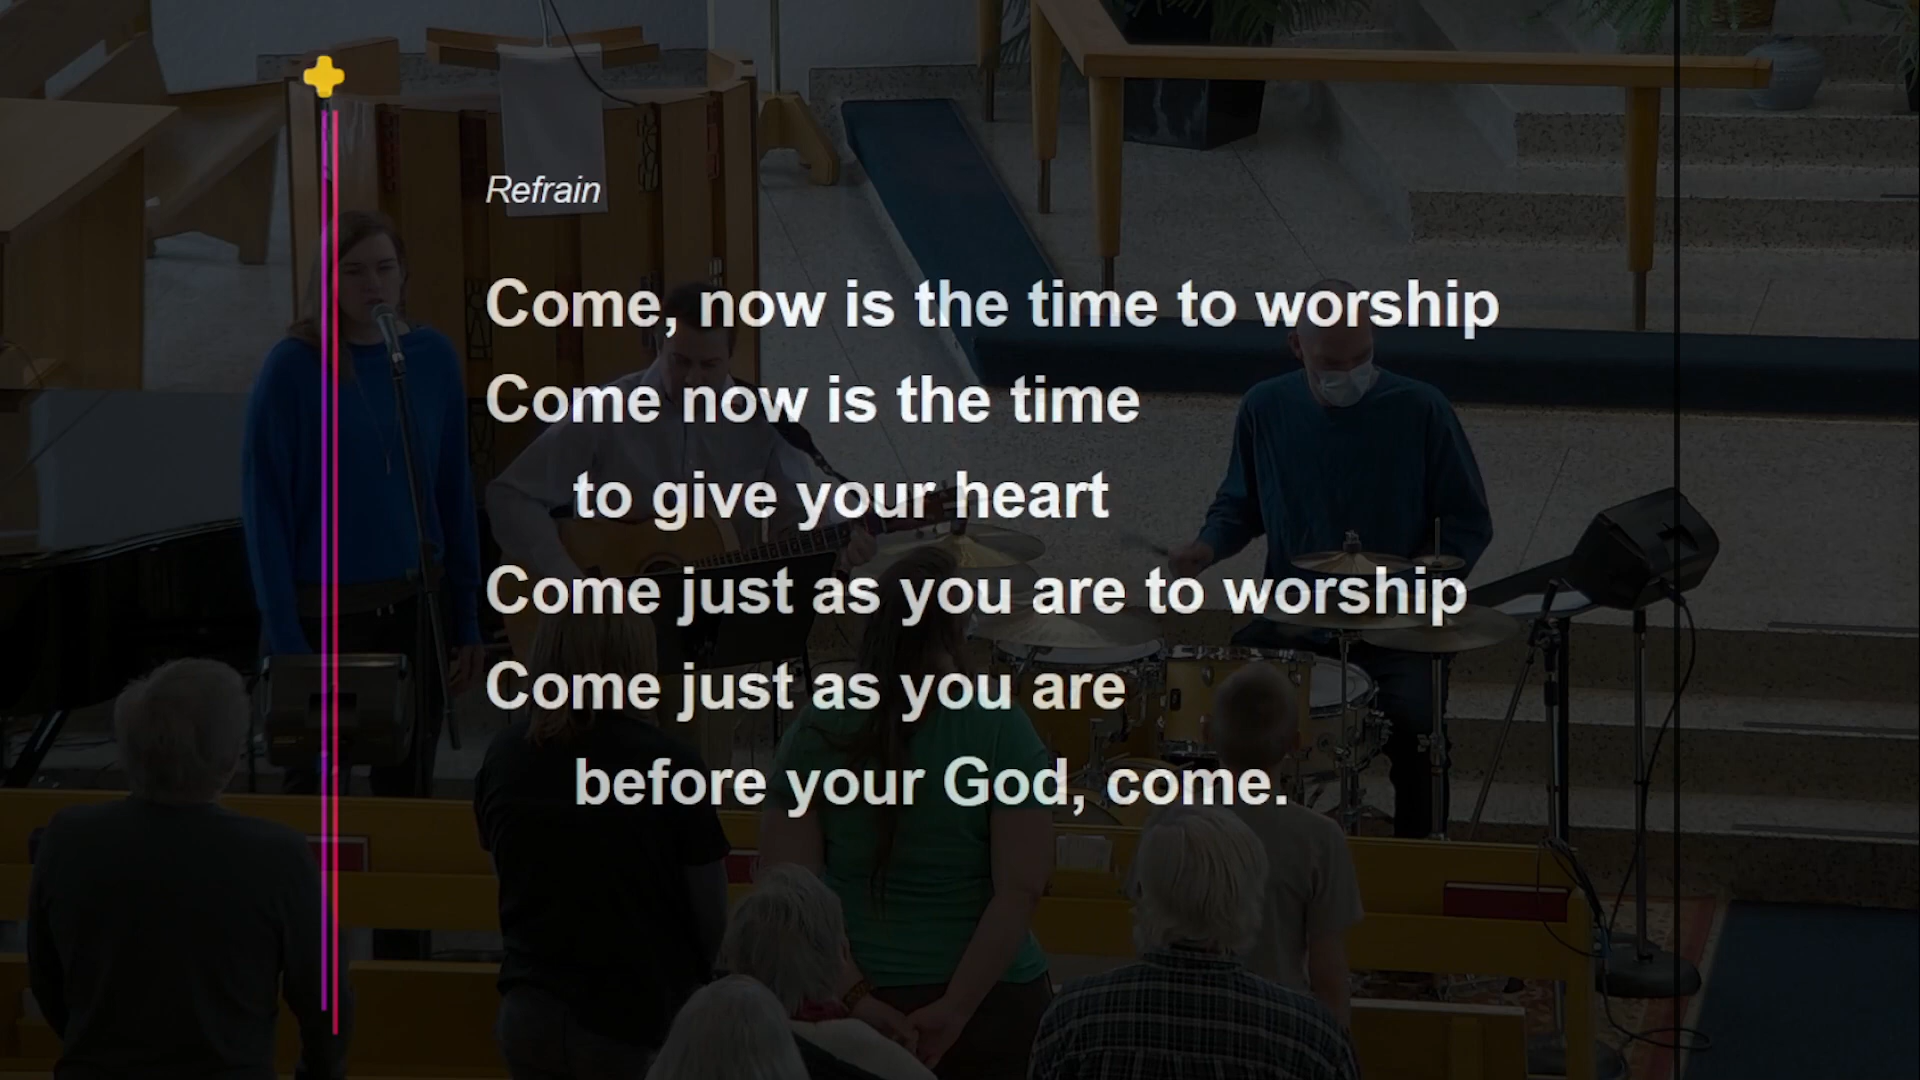 Refrain
Come, now is the time to worship
Come now is the time
to give your heart
Come just as you are to worship
Come just as you are
before your God, come.